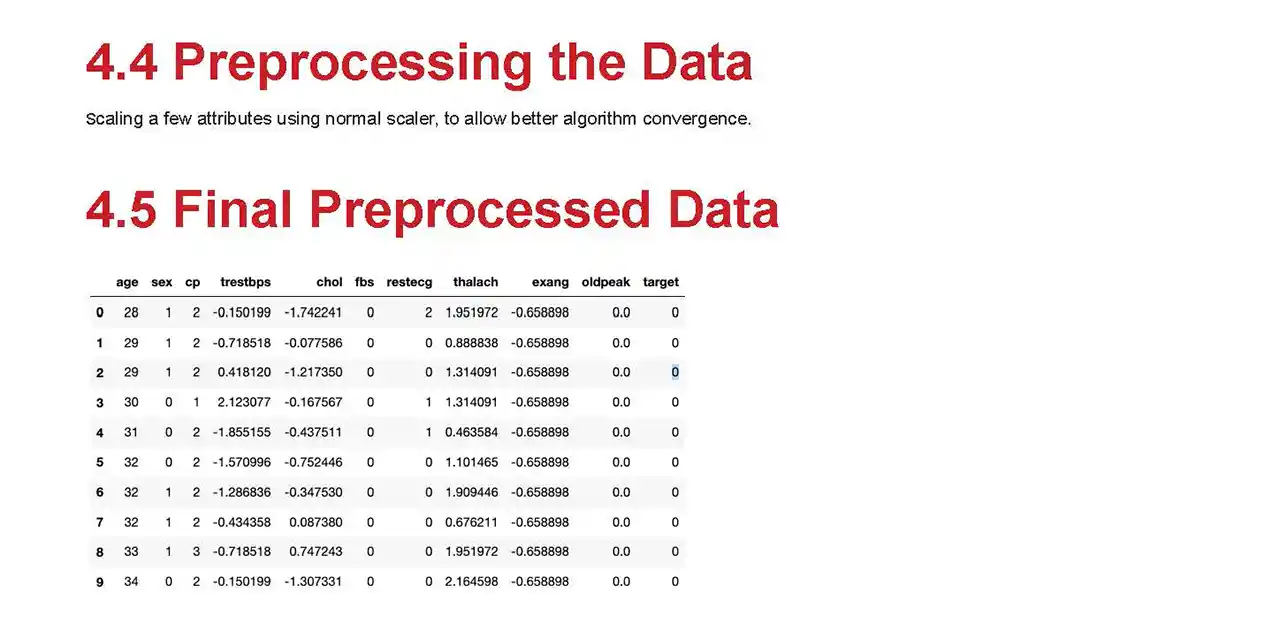 4.4 Preprocessing the Data
Scaling a few attributes using normal scaler, to allow better algorithm convergence.
4.5 Final Preprocessed Data
age sex cp trestbps chol fbs restecg thalach exang oldpeak target
0 28 1 2 -0.150199 -1.742241 0 2 1.951972 -0.658898 0.0 0
1 29 1 2 -0.718518 -0.077586 0 0 0.888838 -0.658898 0.0 0
2 29 1 2 0.418120 -1.217350 0 0 1.314091 -0.658898 0.0 0
3 30 0 1 2.123077 -0.167567 0 1 1.314091 -0.658898 0.0 0
4 31 0 2 -1.855155 -0.437511 0 1 0.463584 -0.658898 0.0 0
5 32 0 2 -1.570996 -0.752446 0 0 1.101465 -0.658898 0.0 0
6 32 1 2 -1.286836 -0.347530 0 0 1.909446 -0.658898 0.0 0
7 32 1 2 -0.434358 0.087380 0 0 0.676211 -0.658898 0.0 0
8 33 1 3 -0.718518 0.747243 0 0 1.951972 -0.658898 0.0 0
9 34 0 2 -0.150199 -1.307331 0 0 2.164598 -0.658898 0.0 0